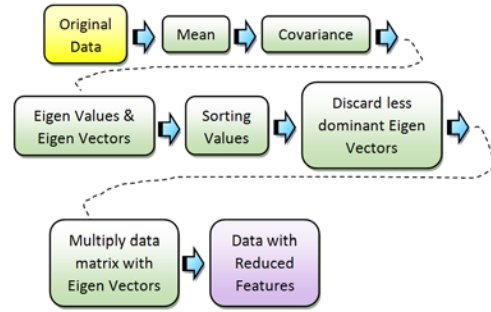 Original
Data
Mean
Covariance
Eigen Values &
Eigen Vectors
Sorting
Values
Discard less
dominant Eigen
Vectors
Multiply data
matrix with
Eigen Vectors
Data with
Reduced
Features